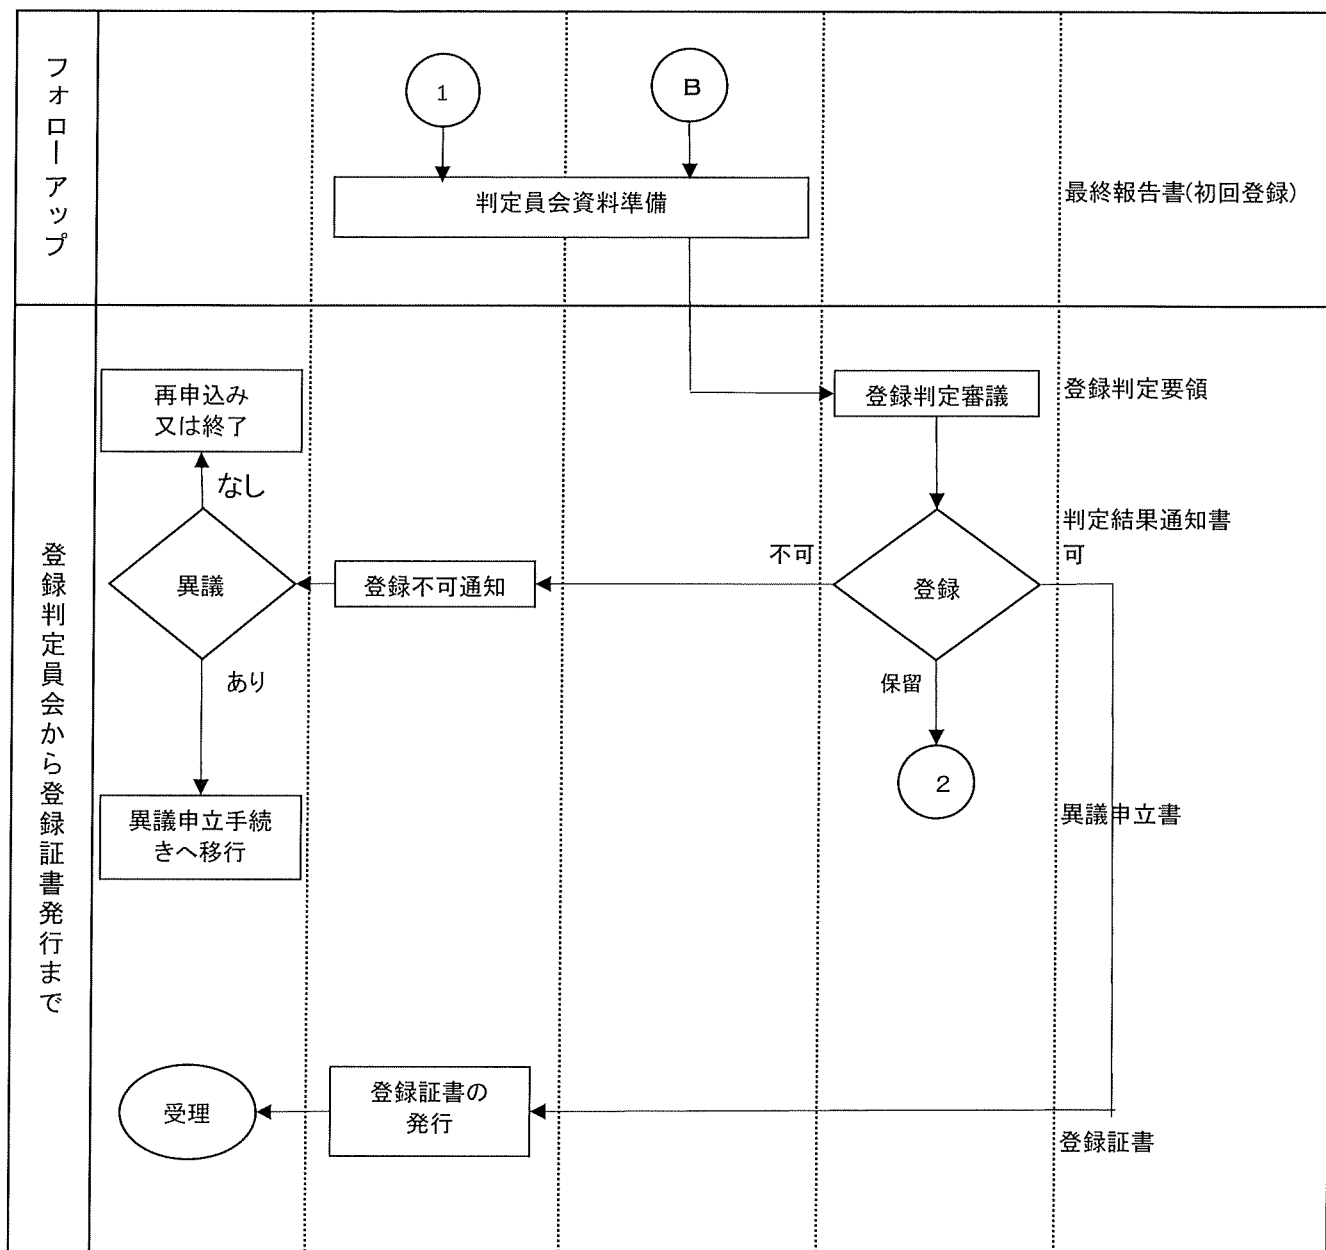 フォローアップ
1
B
判定員会資料準備
最終報告書(初回登録)
登録判定員会から登録証書発行まで
再申込み
又は終了
登録判定審議
登録判定要領
なし
判定結果通知書
不可
可
異議
登録不可通知
登録
あり
保留
2
異議申立手続
きへ移行
異議申立書
受理
登録証書の
発行
登録証書